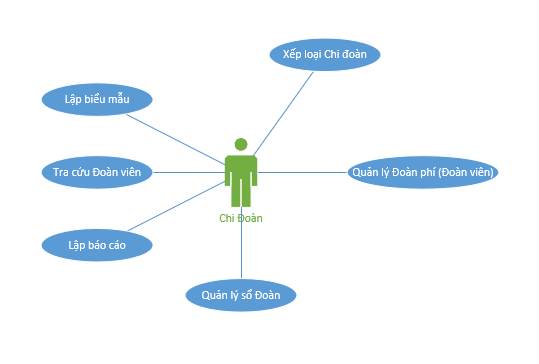 Xếp loại Chi đoàn
Lập biểu mẫu
Tra cứu Đoàn viên
Quản lý Đoàn phí (Đoàn viên)
Chi Đoàn
Lập báo cáo
Quản lý sổ Đoàn